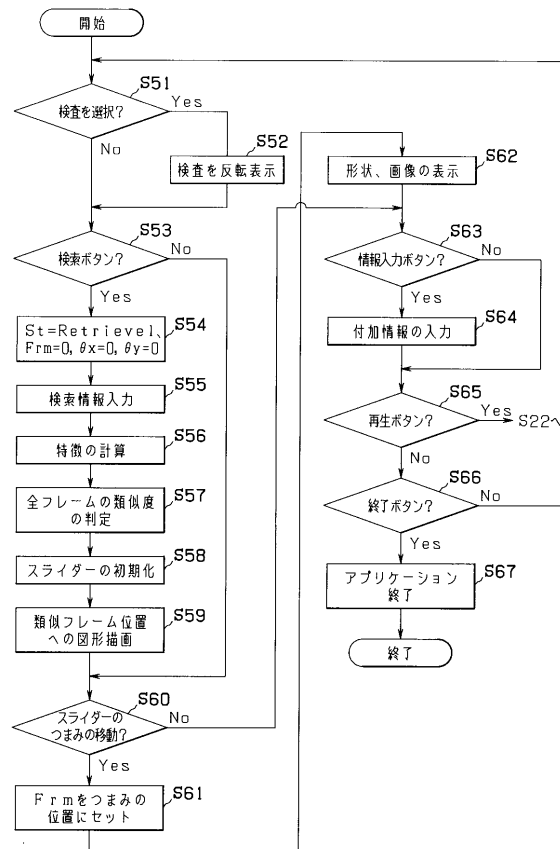 開始
S51
検査を選択?
Yes
No
S52
検査を反転表示
S53
検索ボタン?
No
Yes
S54
St=Retrievel、
Frm=0,θx=0,θy=0
S55
検索情報入力
S56
特徴の計算
S57
全フレームの類似度
の判定
S58
スライダーの初期化
S59
類似フレーム位置
への図形描画
S60
スライダーの
つまみの移動?
No
Yes
S61
Frmをつまみの
位置にセット
S62
形状、画像の表示
S63
情報入力ボタン?
No
Yes
S64
付加情報の入力
S65
再生ボタン?
Yes
S22へ
No
S66
終了ボタン?
No
Yes
S67
アプリケーション
終了
終了